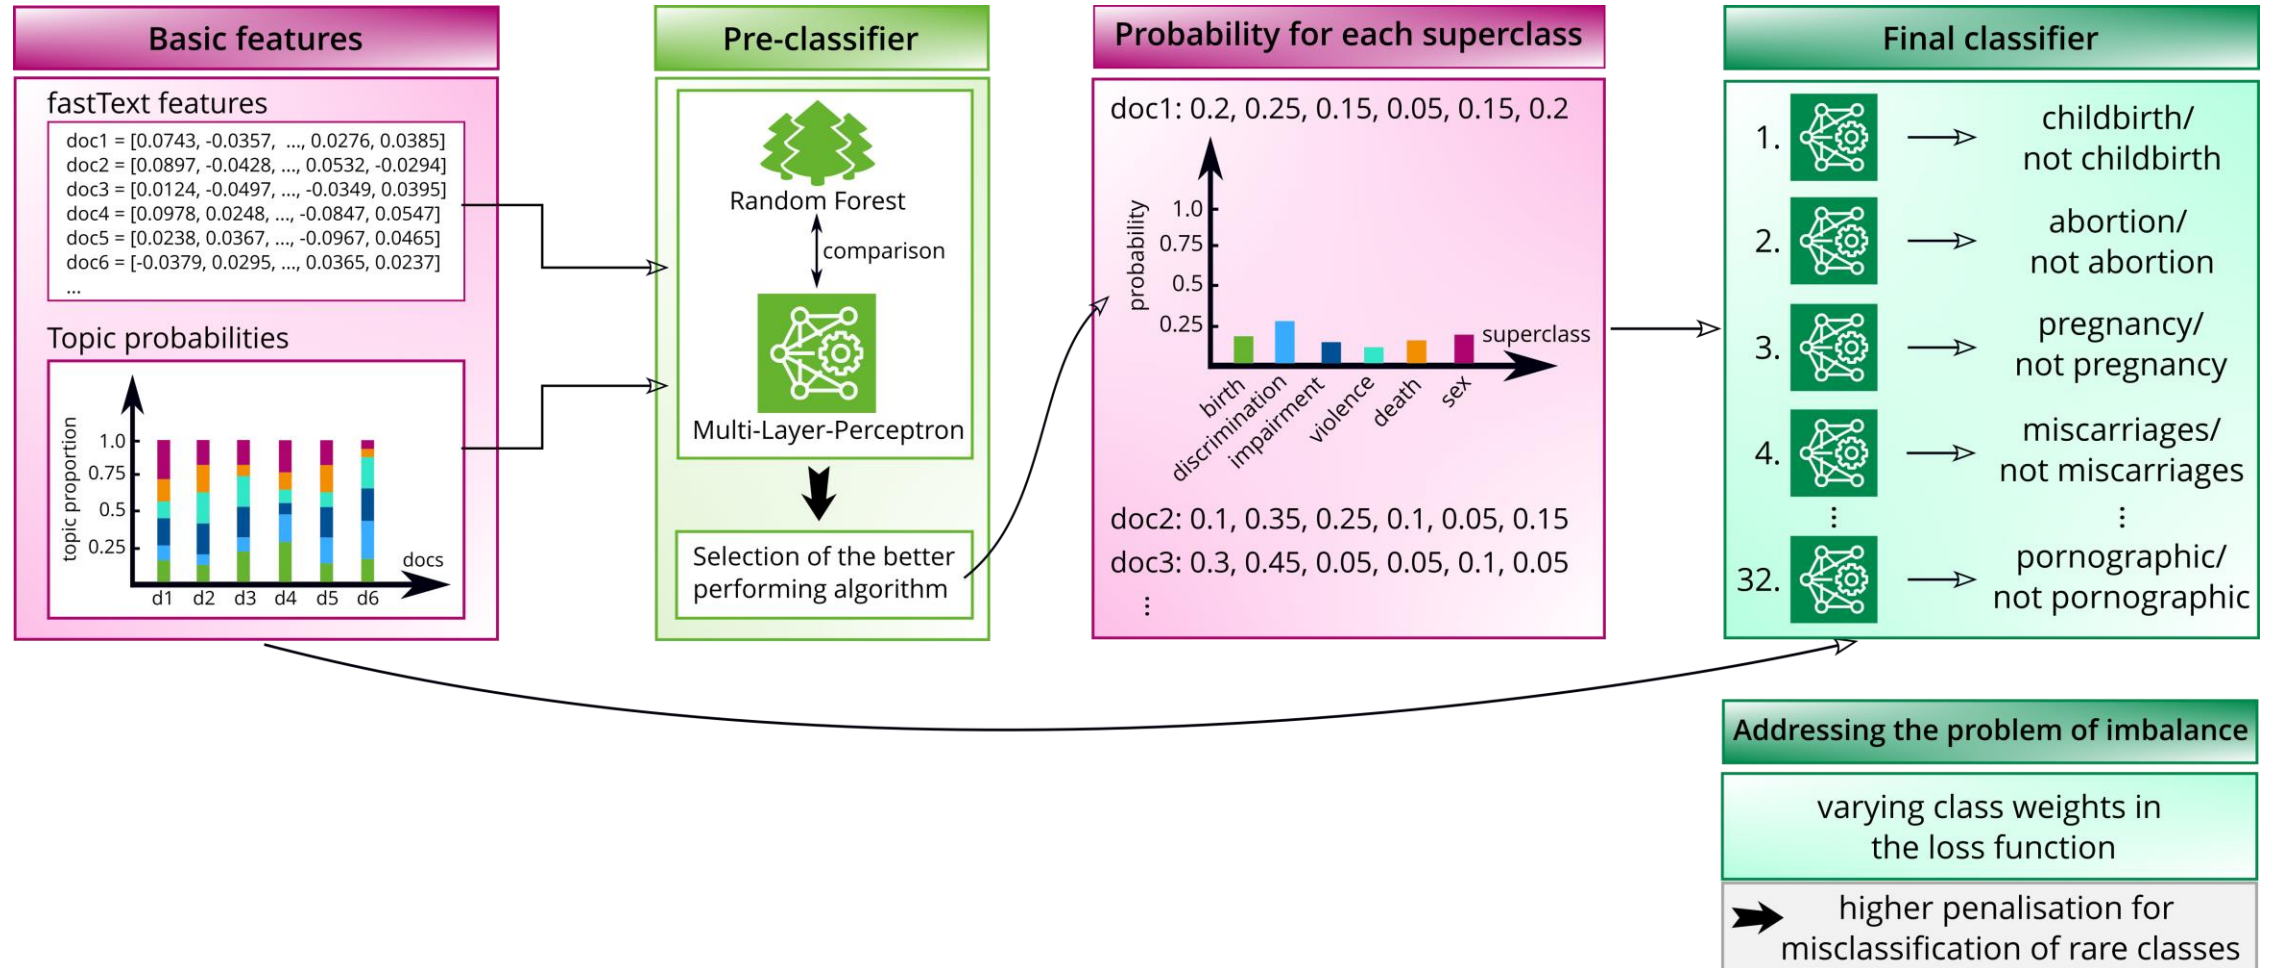 Basic features
fastText features
doc1 = [0.0743, -0.0357, ..., 0.0276, 0.0385]
doc2 = [0.0897, -0.0428, ..., 0.0532, -0.0294]
doc3 = [0.0124, -0.0497, ..., -0.0349, 0.0395]
doc4 = [0.0978, 0.0248, ..., -0.0847, 0.0547]
doc5 = [0.0238, 0.0367, ..., -0.0967, 0.0465]
doc6 = [-0.0379, 0.0295, ..., 0.0365, 0.0237]
...
Topic probabilities
topic proportion
1.0
0.75
0.5
0.25
docs
d1 d2 d3 d4 d5 d6
Pre-classifier
Random Forest
comparison
Multi-Layer-Perceptron
Selection of the better
performing algorithm
Probability for each superclass
doc1: 0.2, 0.25, 0.15, 0.05, 0.15, 0.2
probability
1.0
0.75
0.5
0.25
superclass
birth
discrimination
impairment
violence
death
sex
doc2: 0.1, 0.35, 0.25, 0.1, 0.05, 0.15
doc3: 0.3, 0.45, 0.05, 0.05, 0.1, 0.05
⋮
Final classifier
1. childbirth/
not childbirth
2. abortion/
not abortion
3. pregnancy/
not pregnancy
4. miscarriages/
not miscarriages
⋮ ⋮
32. pornographic/
not pornographic
Addressing the problem of imbalance
varying class weights in
the loss function
higher penalisation for
misclassification of rare classes